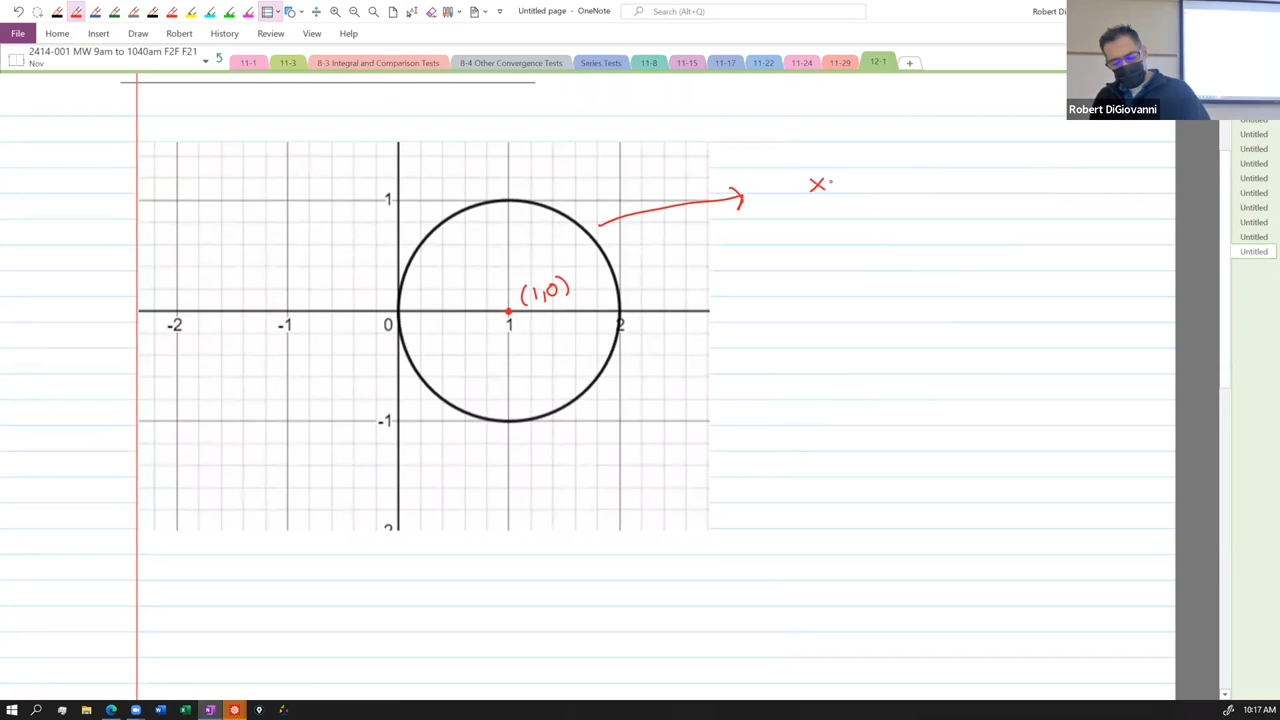 Untitled page - OneNote
Search (Alt+Q)
Robert Di
File Home Insert Draw Robert History Review View Help
2414-001 MW 9am to 1040am F2F F21
Nov
11-1 11-3 8-3 Integral and Comparison Tests 8-4 Other Convergence Tests Series Tests 11-8 11-15 11-17 11-22 11-24 11-29 12-1
Robert DiGiovanni
Untitled
Untitled
Untitled
Untitled
Untitled
Untitled
Untitled
Untitled
Untitled
Untitled
x
1
(1,0)
-2 -1 0 1 2
-1
10:17 AM